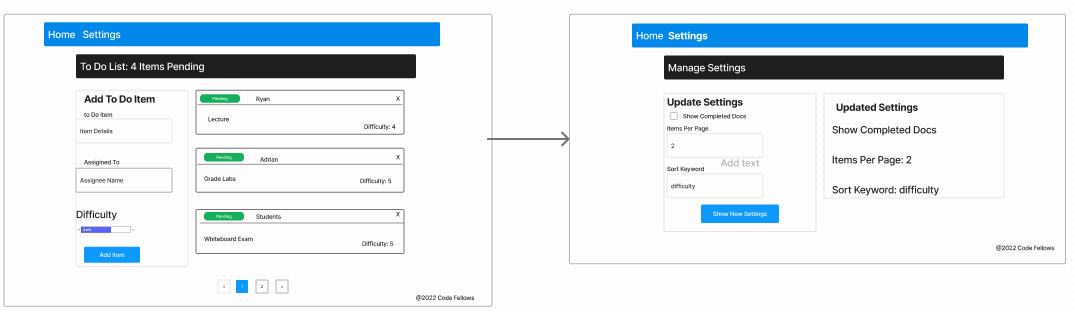 Home Settings
To Do List: 4 Items Pending
Add To Do Item
to Do Item
Item Details
Assigined To
Assignee Name
Difficulty
Add Item
Pending Ryan X
Lecture
Difficulty: 4
Pending Adrian X
Grade Labs
Difficulty: 5
Pending Students X
Whiteboard Exam
Difficulty: 5
1 2
@2022 Code Fellows
Home Settings
Manage Settings
Update Settings
Show Completed Docs
Items Per Page
2
Add text
Sort Keyword
difficulty
Show New Settings
Updated Settings
Show Completed Docs
Items Per Page: 2
Sort Keyword: difficulty
@2022 Code Fellows